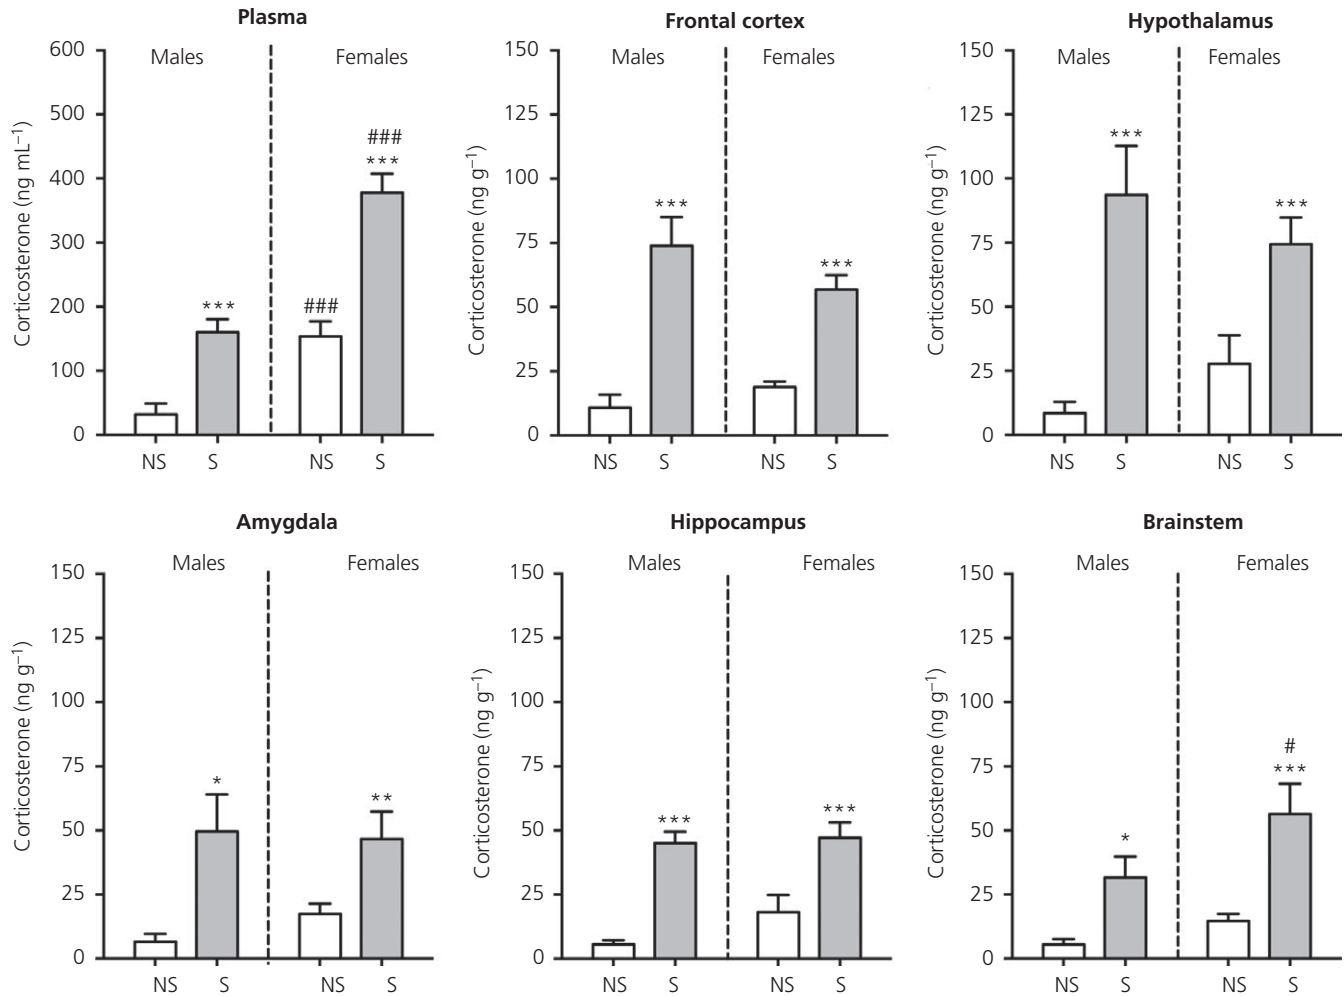 Plasma
Corticosterone (ng mL⁻¹)
600
500
400
300
200
100
0
Males
Females
***
###
###
***
NS
S
NS
S
Frontal cortex
Corticosterone (ng g⁻¹)
150
125
100
75
50
25
0
Males
Females
***
***
NS
S
NS
S
Hypothalamus
Corticosterone (ng g⁻¹)
150
125
100
75
50
25
0
Males
Females
***
***
NS
S
NS
S
Amygdala
Corticosterone (ng g⁻¹)
150
125
100
75
50
25
0
Males
Females
*
**
NS
S
NS
S
Hippocampus
Corticosterone (ng g⁻¹)
150
125
100
75
50
25
0
Males
Females
***
***
NS
S
NS
S
Brainstem
Corticosterone (ng g⁻¹)
150
125
100
75
50
25
0
Males
Females
*
#
***
NS
S
NS
S